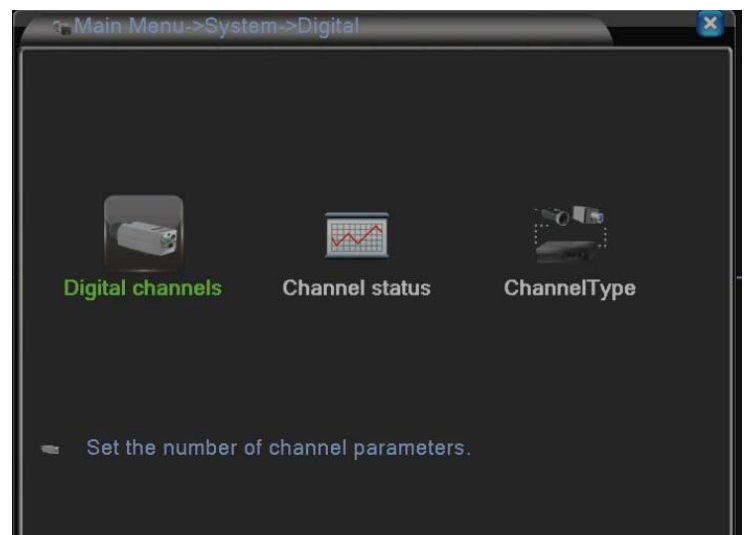 Main Menu->System->Digital
Digital channels
Channel status
ChannelType
Set the number of channel parameters.